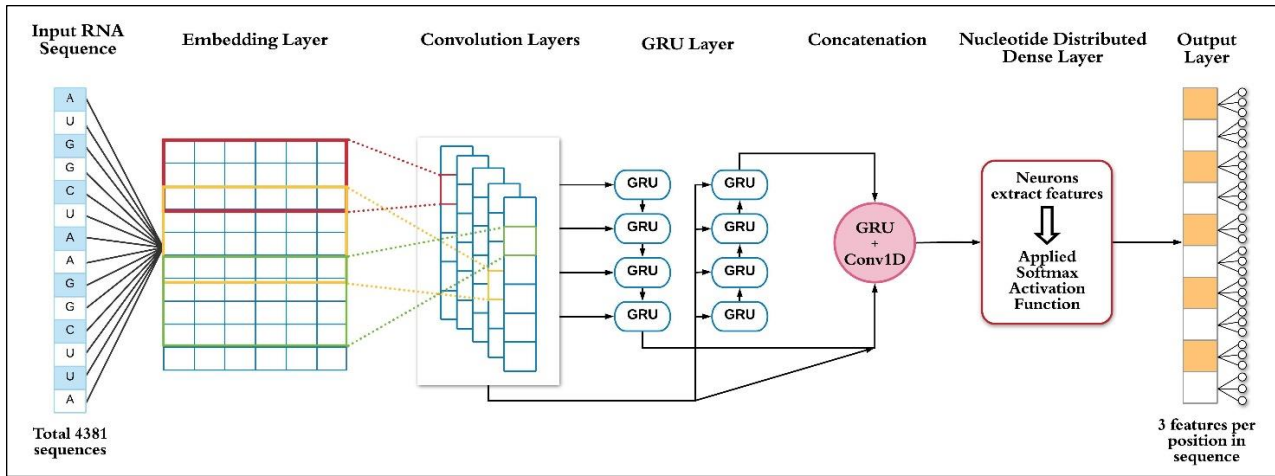 Input RNA
Sequence
Embedding Layer
Convolution Layers
GRU Layer
Concatenation
Nucleotide Distributed
Dense Layer
Output
Layer
A
U
G
G
C
U
A
A
G
G
C
U
U
A
Total 4381
sequences
GRU
GRU
GRU
GRU
GRU
GRU
GRU
GRU
GRU
+
Conv1D
Neurons
extract features
Applied
Softmax
Activation
Function
3 features per
position in
sequence